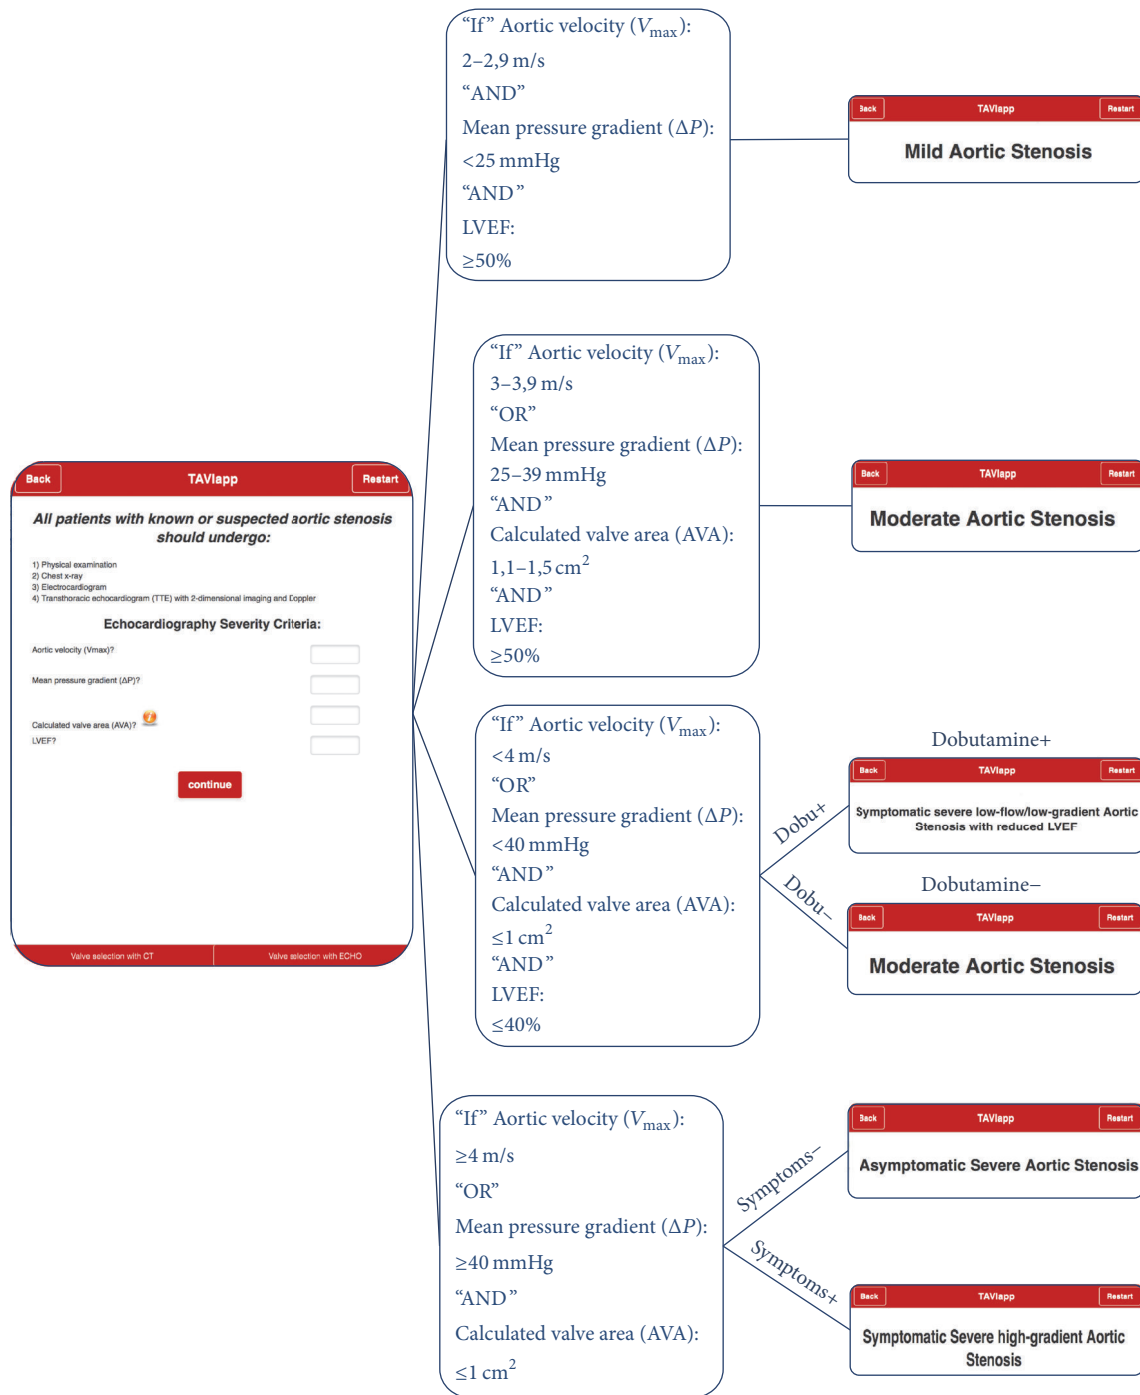 Back TAVIapp Restart
All patients with known or suspected aortic stenosis
should undergo:
1) Physical examination
2) Chest x-ray
3) Electrocardiogram
4) Transthoracic echocardiogram (TTE) with 2-dimensional imaging and Doppler
Echocardiography Severity Criteria:
Aortic velocity (Vmax)?
Mean pressure gradient (ΔP)?
Calculated valve area (AVA)? i
LVEF?
continue
Valve selection with CT Valve selection with ECHO
"If" Aortic velocity (Vmax):
2–2,9 m/s
"AND"
Mean pressure gradient (ΔP):
<25 mmHg
"AND"
LVEF:
≥50%
Back TAVIapp Restart
Mild Aortic Stenosis
"If" Aortic velocity (Vmax):
3–3,9 m/s
"OR"
Mean pressure gradient (ΔP):
25–39 mmHg
"AND"
Calculated valve area (AVA):
1,1–1,5 cm²
"AND"
LVEF:
≥50%
Back TAVIapp Restart
Moderate Aortic Stenosis
"If" Aortic velocity (Vmax):
<4 m/s
"OR"
Mean pressure gradient (ΔP):
<40 mmHg
"AND"
Calculated valve area (AVA):
≤1 cm²
"AND"
LVEF:
≤40%
Dobu+
Dobutamine+
Back TAVIapp Restart
Symptomatic severe low-flow/low-gradient Aortic
Stenosis with reduced LVEF
Dobu−
Dobutamine−
Back TAVIapp Restart
Moderate Aortic Stenosis
"If" Aortic velocity (Vmax):
≥4 m/s
"OR"
Mean pressure gradient (ΔP):
≥40 mmHg
"AND"
Calculated valve area (AVA):
≤1 cm²
Symptoms−
Back TAVIapp Restart
Asymptomatic Severe Aortic Stenosis
Symptoms+
Back TAVIapp Restart
Symptomatic Severe high-gradient Aortic
Stenosis